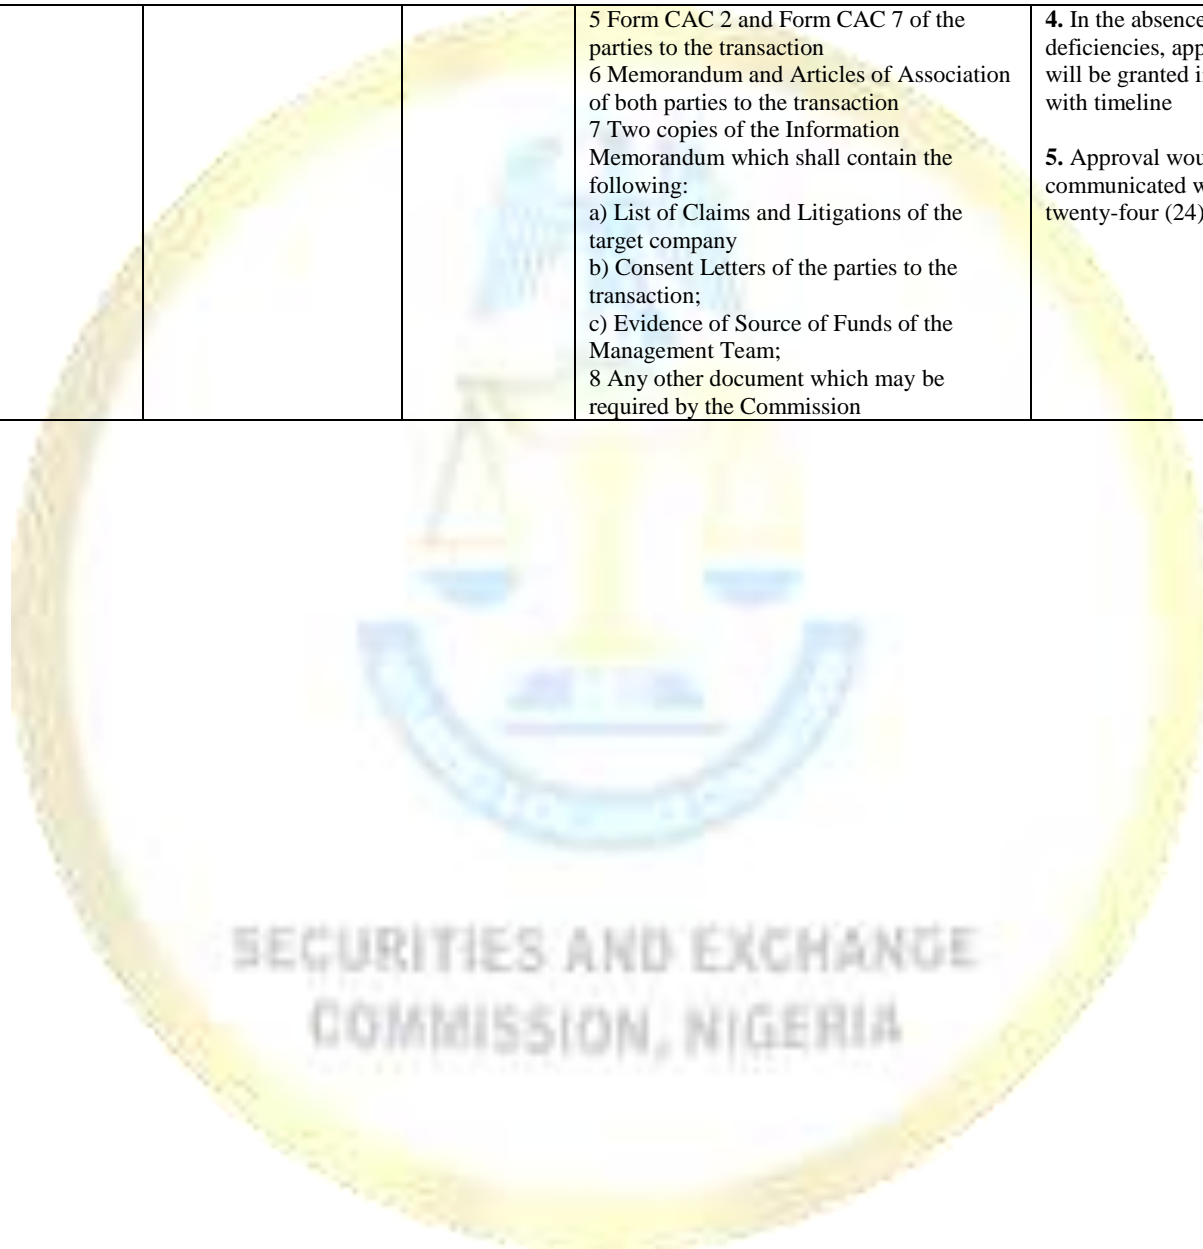 5 Form CAC 2 and Form CAC 7 of the
parties to the transaction
6 Memorandum and Articles of Association
of both parties to the transaction
7 Two copies of the Information
Memorandum which shall contain the
following:
a) List of Claims and Litigations of the
target company
b) Consent Letters of the parties to the
transaction;
c) Evidence of Source of Funds of the
Management Team;
8 Any other document which may be
required by the Commission
4. In the absence
deficiencies, app
will be granted i
with timeline
5. Approval wou
communicated w
twenty-four (24)
SECURITIES AND EXCHANGE
COMMISSION, NIGERIA